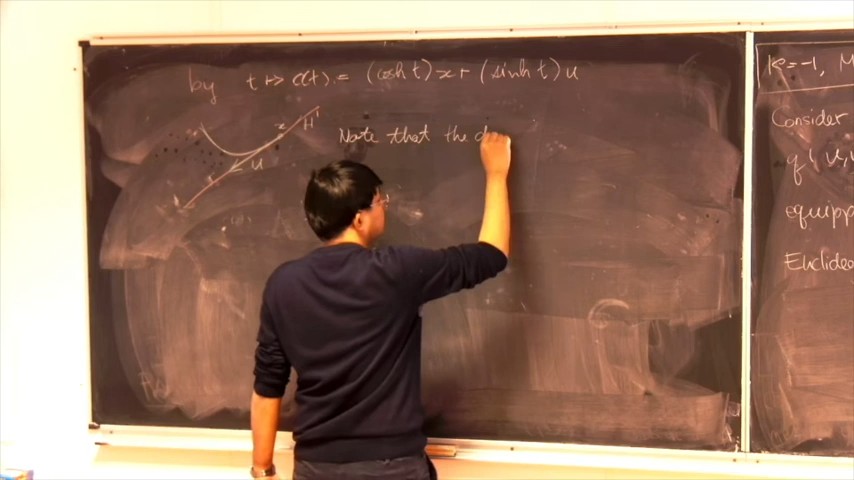 by t ↦ c(t) = (cosh t) x + (sinh t) u
x H'
u
Note that the d
K=-1, M
Consider
q' ( u,
equipp
Euclidea